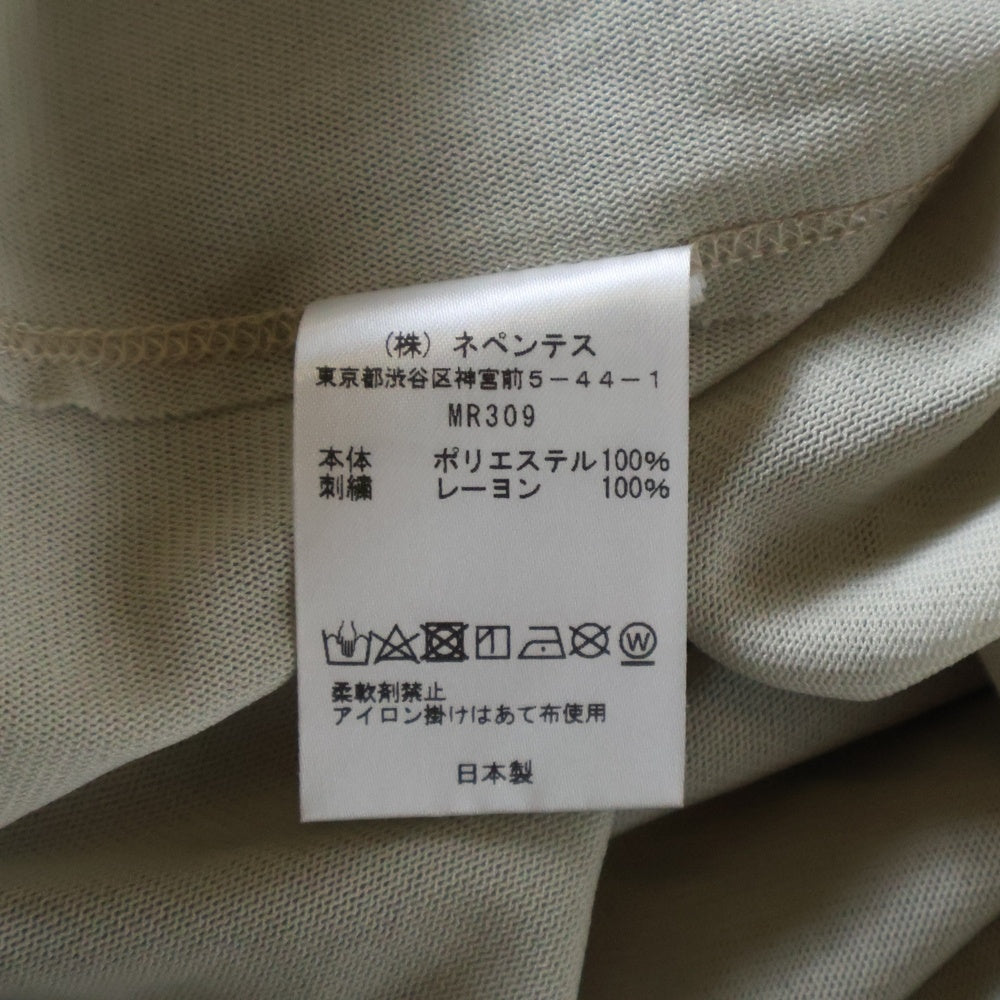 (株) ネペンテス
東京都渋谷区神宮前5-44-1
MR309
本体 ポリエステル100%
刺繍 レーヨン 100%
W
柔軟剤禁止
アイロン掛けはあて布使用
日本製